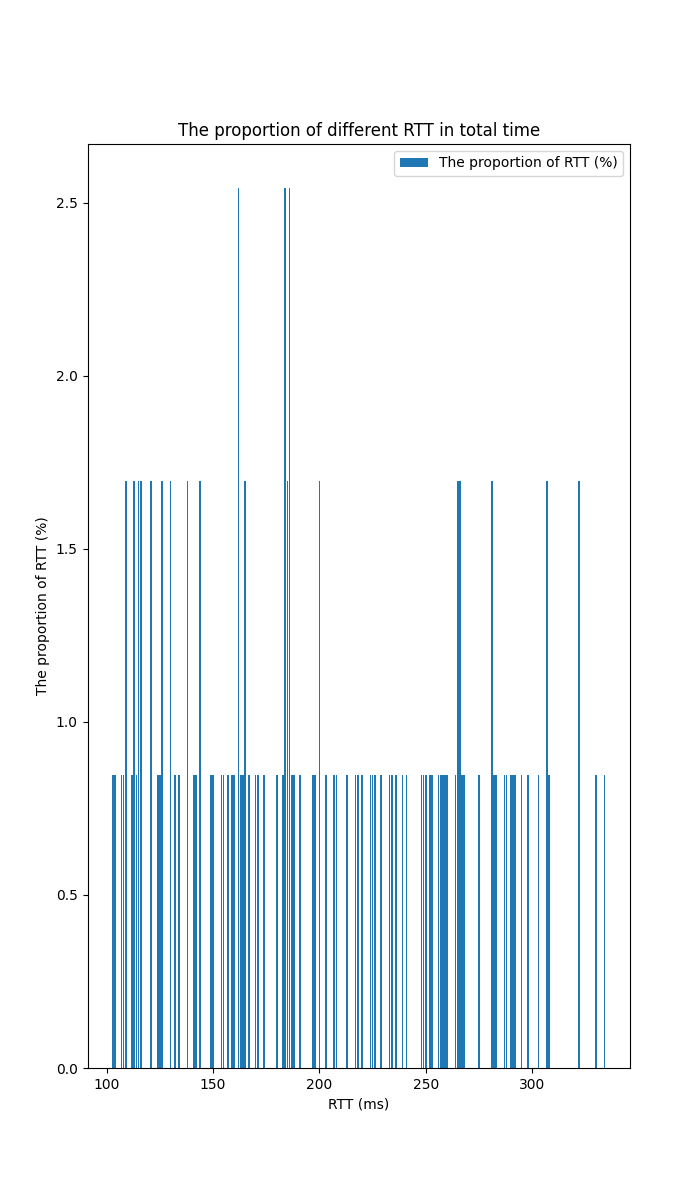 The proportion of different RTT in total time
The proportion of RTT (%)
2.5
2.0
1.5
1.0
0.5
0.0
The proportion of RTT (%)
100 150 200 250 300
RTT (ms)